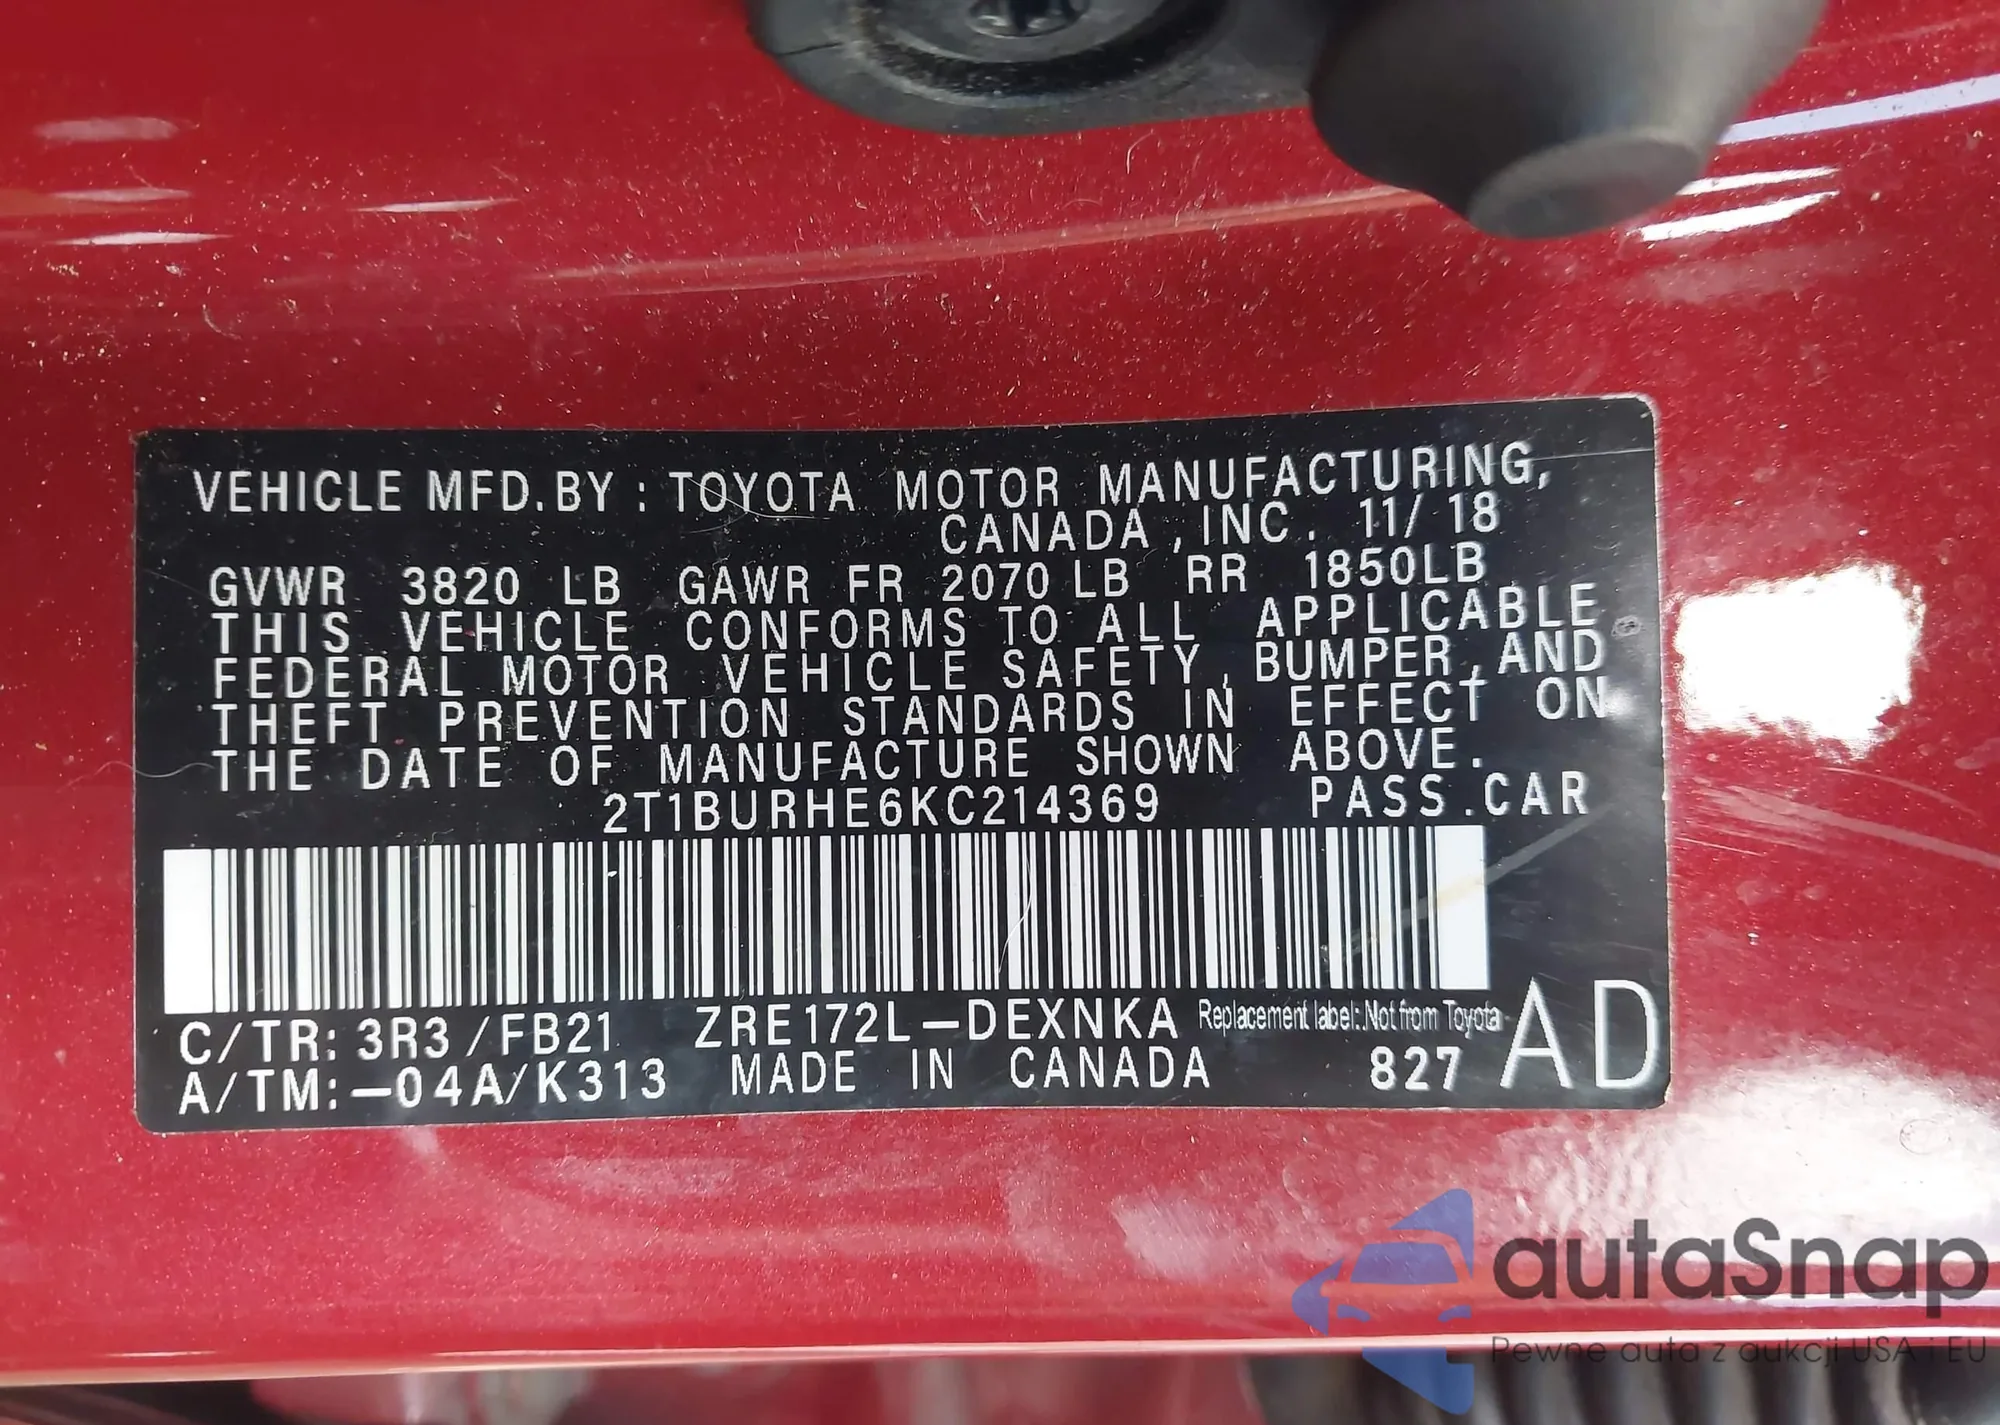 VEHICLE MFD.BY : TOYOTA MOTOR MANUFACTURING,
CANADA ,INC. 11/ 18
GVWR 3820 LB GAWR FR 2070 LB RR 1850LB
THIS VEHICLE CONFORMS TO ALL APPLICABLE
FEDERAL MOTOR VEHICLE SAFETY, BUMPER, AND
THEFT PREVENTION STANDARDS IN EFFECT ON
THE DATE OF MANUFACTURE SHOWN ABOVE.
2T1BURHE6KC214369 PASS.CAR
C/TR: 3R3 /FB21 ZRE172L-DEXNKA Replacement label: Not from Toyota AD
A/TM:-04A/K313 MADE IN CANADA 827
autaSnap
Pewne auta z aukcji USA i EU